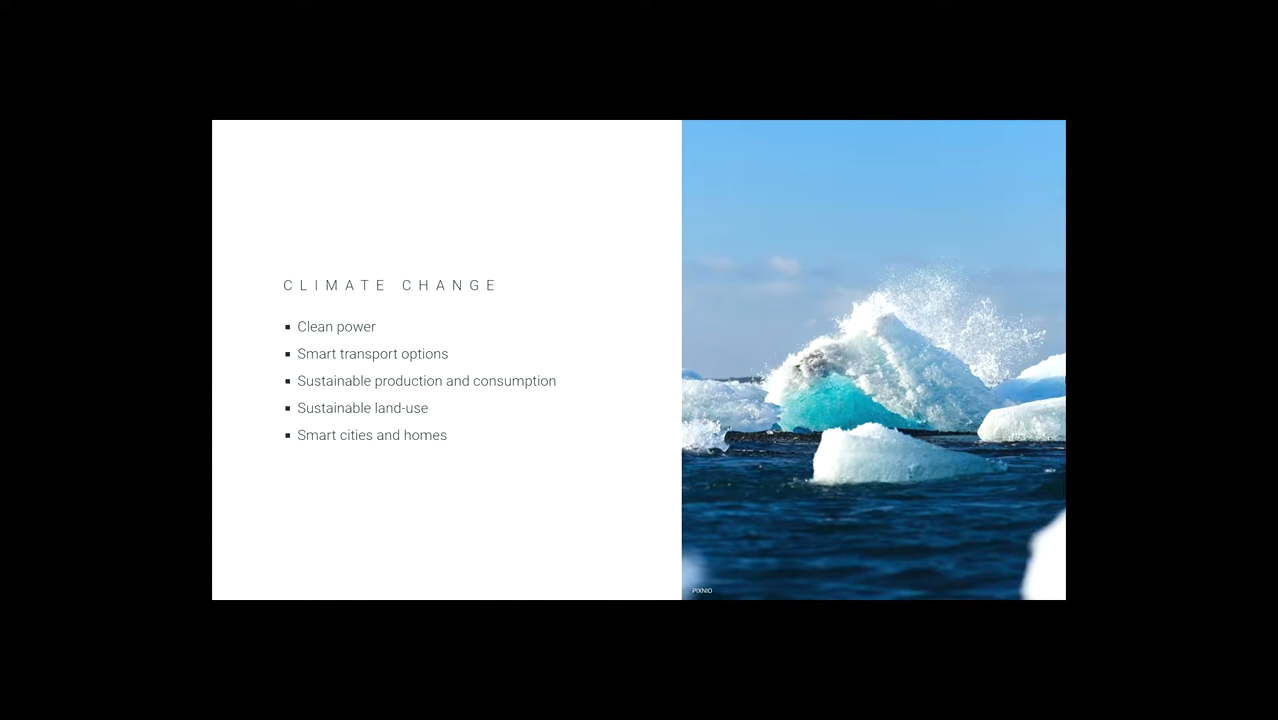 CLIMATE CHANGE
▪ Clean power
▪ Smart transport options
▪ Sustainable production and consumption
▪ Sustainable land-use
▪ Smart cities and homes
PIXNIO